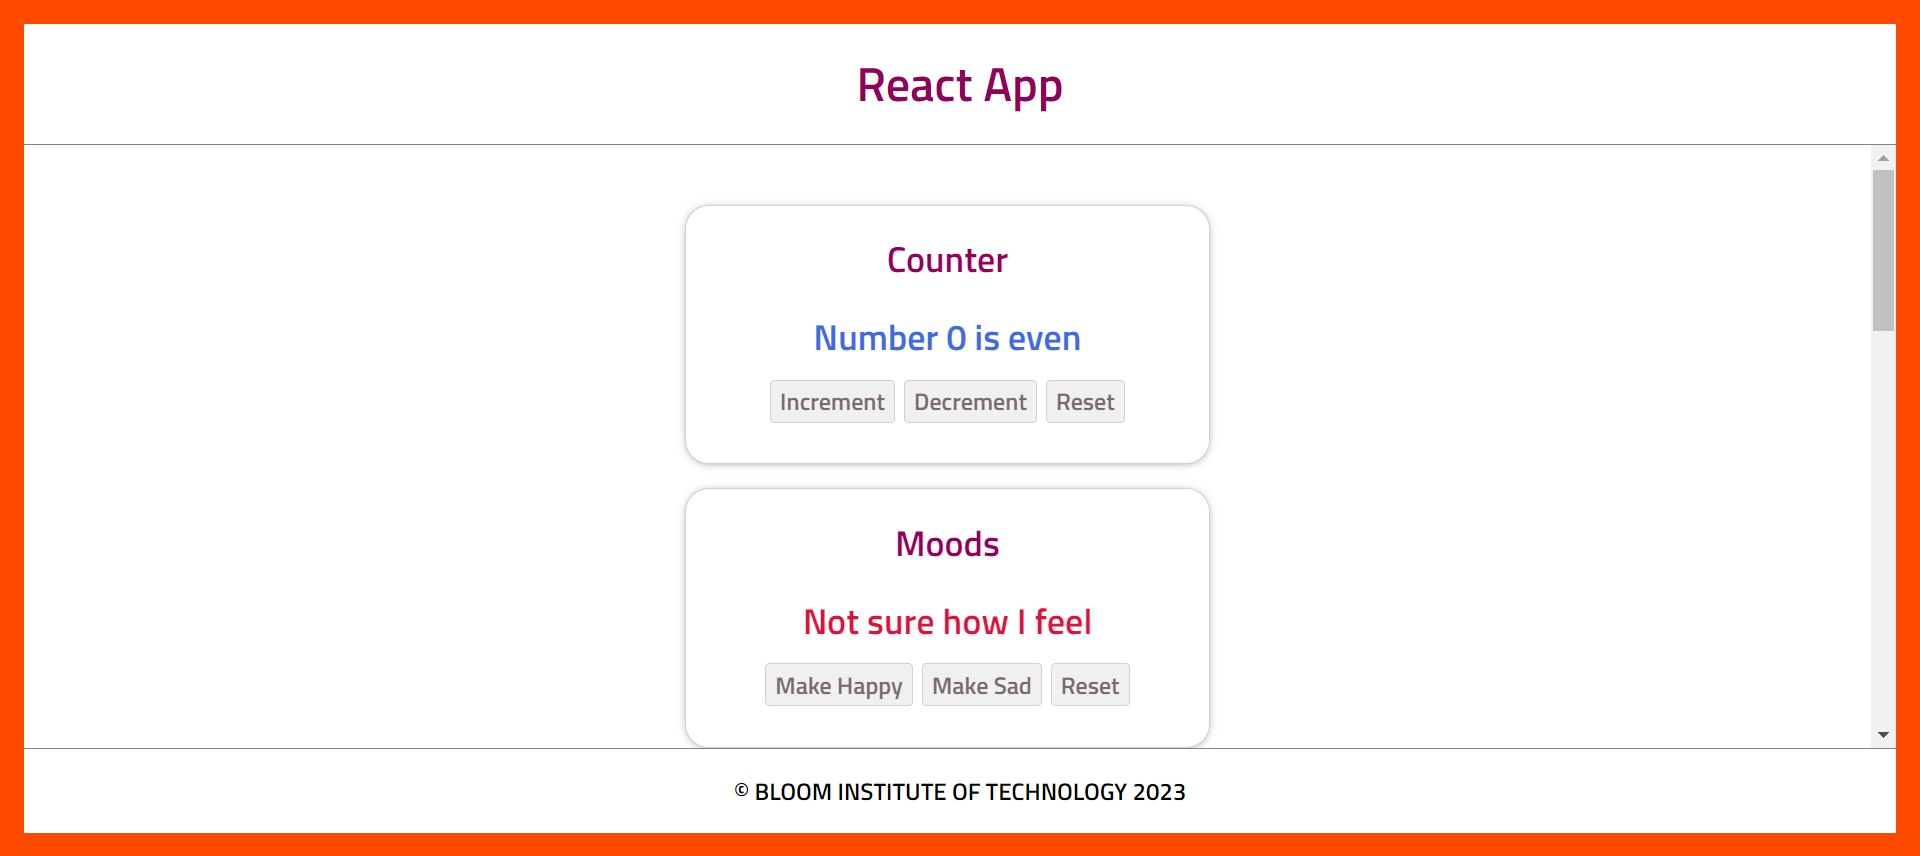 React App
Counter
Number 0 is even
Increment Decrement Reset
Moods
Not sure how I feel
Make Happy Make Sad Reset
© BLOOM INSTITUTE OF TECHNOLOGY 2023